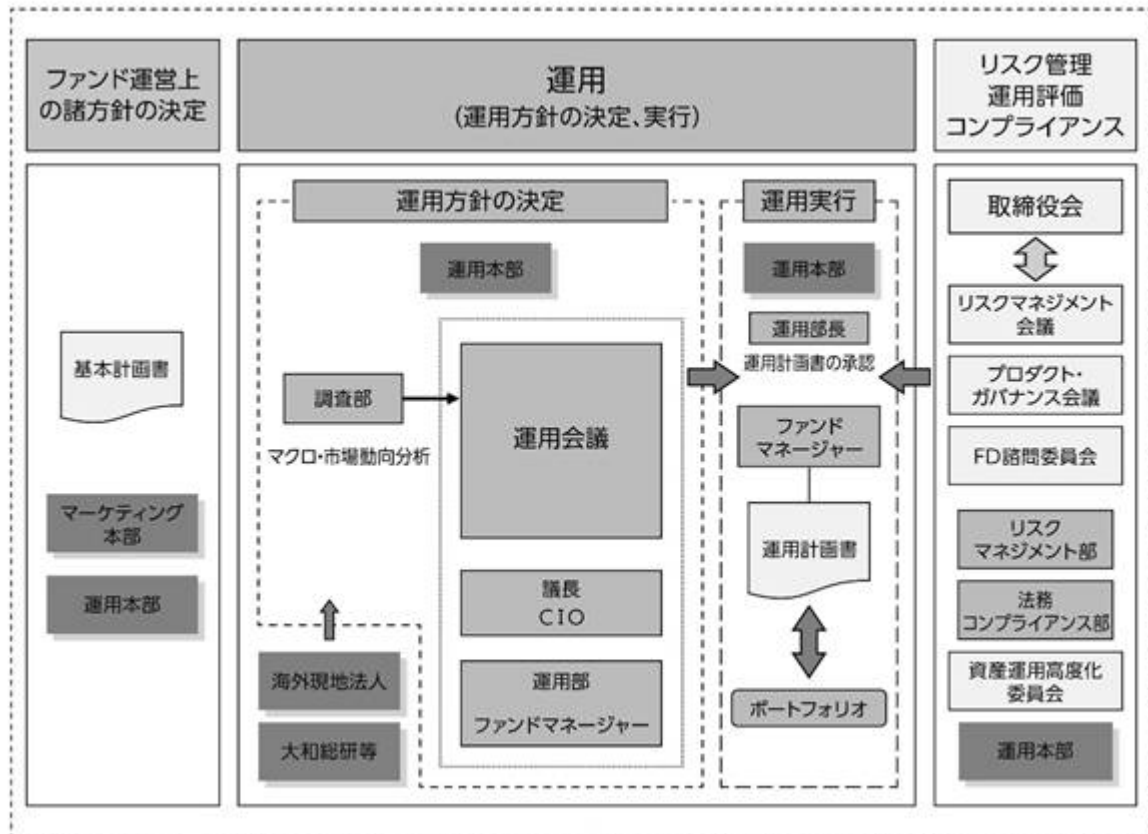 ファンド運営上
の諸方針の決定
運用
(運用方針の決定、実行)
リスク管理
運用評価
コンプライアンス
基本計画書
マーケティング
本部
運用本部
運用方針の決定
運用本部
調査部
マクロ・市場動向分析
運用会議
議長
CIO
運用部
ファンドマネージャー
海外現地法人
大和総研等
運用実行
運用本部
運用部長
運用計画書の承認
ファンド
マネージャー
運用計画書
ポートフォリオ
取締役会
リスクマネジメント
会議
プロダクト・
ガバナンス会議
FD諮問委員会
リスク
マネジメント部
法務
コンプライアンス部
資産運用高度化
委員会
運用本部